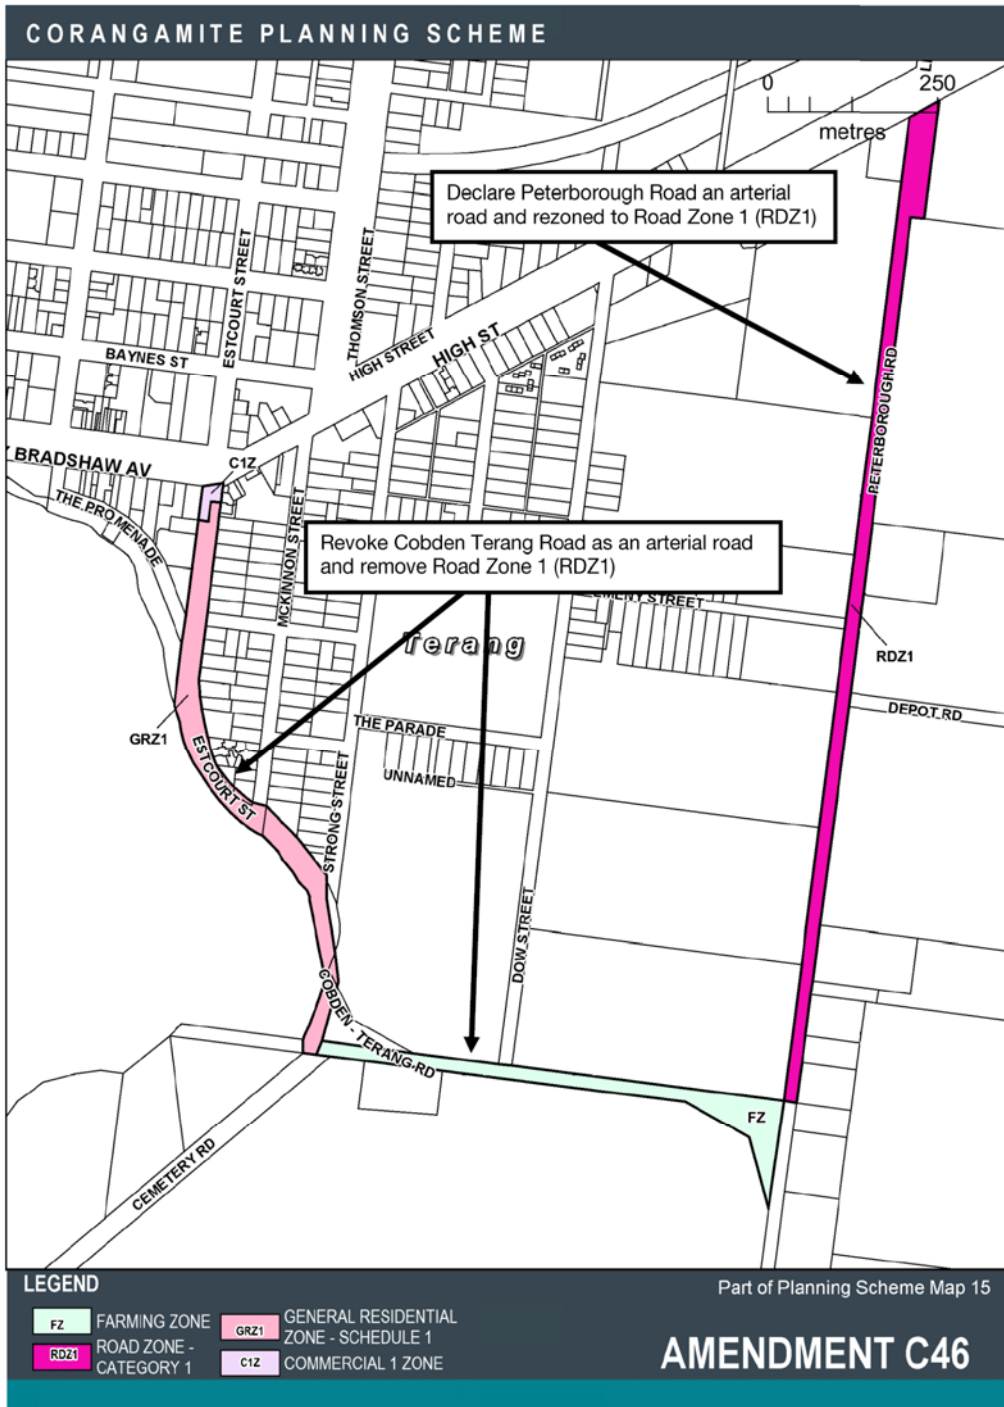 CORANGAMITE PLANNING SCHEME
0 250
metres
Declare Peterborough Road an arterial
road and rezoned to Road Zone 1 (RDZ1)
ESTCOURT STREET
THOMSON STREET
HIGH STREET
HIGH ST
BAYNES ST
PETERBOROUGH RD
BRADSHAW AV
C1Z
THE PROMENADE
MCKINNON STREET
Revoke Cobden Terang Road as an arterial road
and remove Road Zone 1 (RDZ1)
STREET
Terang
RDZ1
DEPOT RD
GRZ1
THE PARADE
UNNAMED
ESTCOURT ST
STRONG STREET
DOW STREET
COBDEN - TERANG RD
FZ
CEMETERY RD
LEGEND
Part of Planning Scheme Map 15
FZ FARMING ZONE
RDZ1 ROAD ZONE -
CATEGORY 1
GRZ1 GENERAL RESIDENTIAL
ZONE - SCHEDULE 1
C1Z COMMERCIAL 1 ZONE
AMENDMENT C46